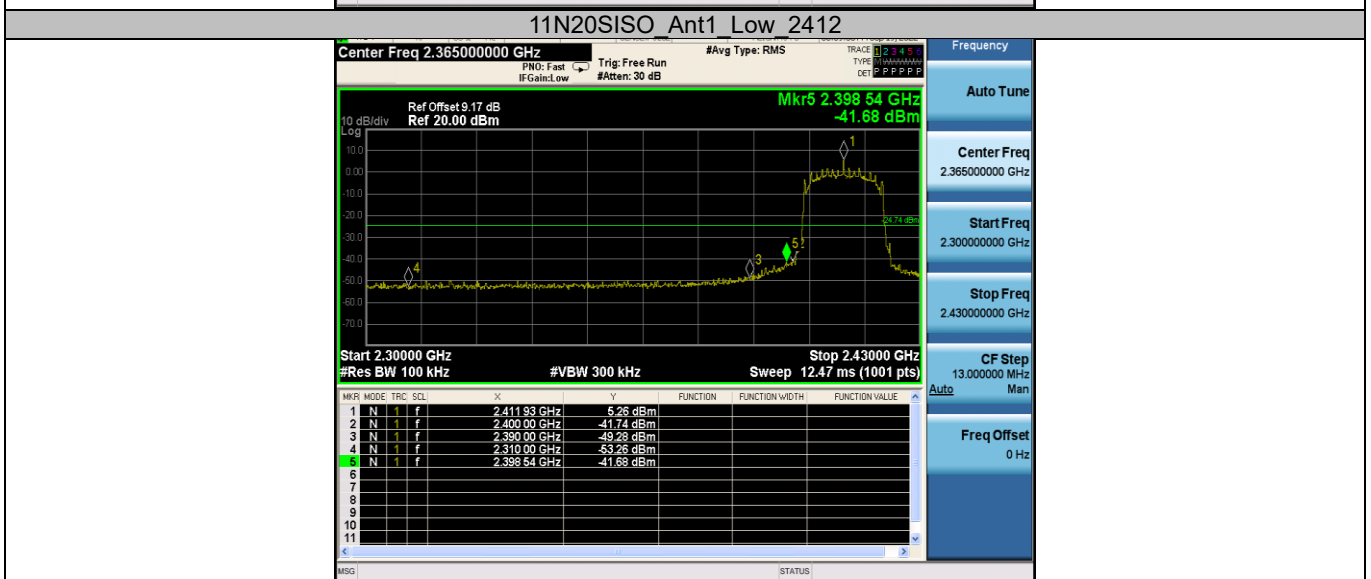 11N20SISO_Ant1_Low_2412
Center Freq 2.365000000 GHz
#Avg Type: RMS
TRACE 1 2 3 4 5 6
Frequency
PNO: Fast
Trig: Free Run
TYPE M WWWWW
IFGain:Low
#Atten: 30 dB
DET P P P P P P
Auto Tune
Mkr5 2.398 54 GHz
Ref Offset 9.17 dB
-41.68 dBm
10 dB/div
Ref 20.00 dBm
Log
1
10.0
0.00
-10.0
-20.0
-24.74 dBm
-30.0
5
2
-40.0
3
4
-50.0
-60.0
-70.0
Center Freq
2.365000000 GHz
Start Freq
2.300000000 GHz
Stop Freq
2.430000000 GHz
Start 2.30000 GHz
Stop 2.43000 GHz
#Res BW 100 kHz
#VBW 300 kHz
Sweep 12.47 ms (1001 pts)
CF Step
13.000000 MHz
Auto Man
MKR MODE TRC SCL X Y FUNCTION FUNCTION WIDTH FUNCTION VALUE
1 N 1 f 2.411 93 GHz 5.26 dBm
2 N 1 f 2.400 00 GHz -41.74 dBm
3 N 1 f 2.390 00 GHz -49.28 dBm
4 N 1 f 2.310 00 GHz -53.26 dBm
5 N 1 f 2.398 54 GHz -41.68 dBm
6
7
8
9
10
11
Freq Offset
0 Hz
MSG
STATUS